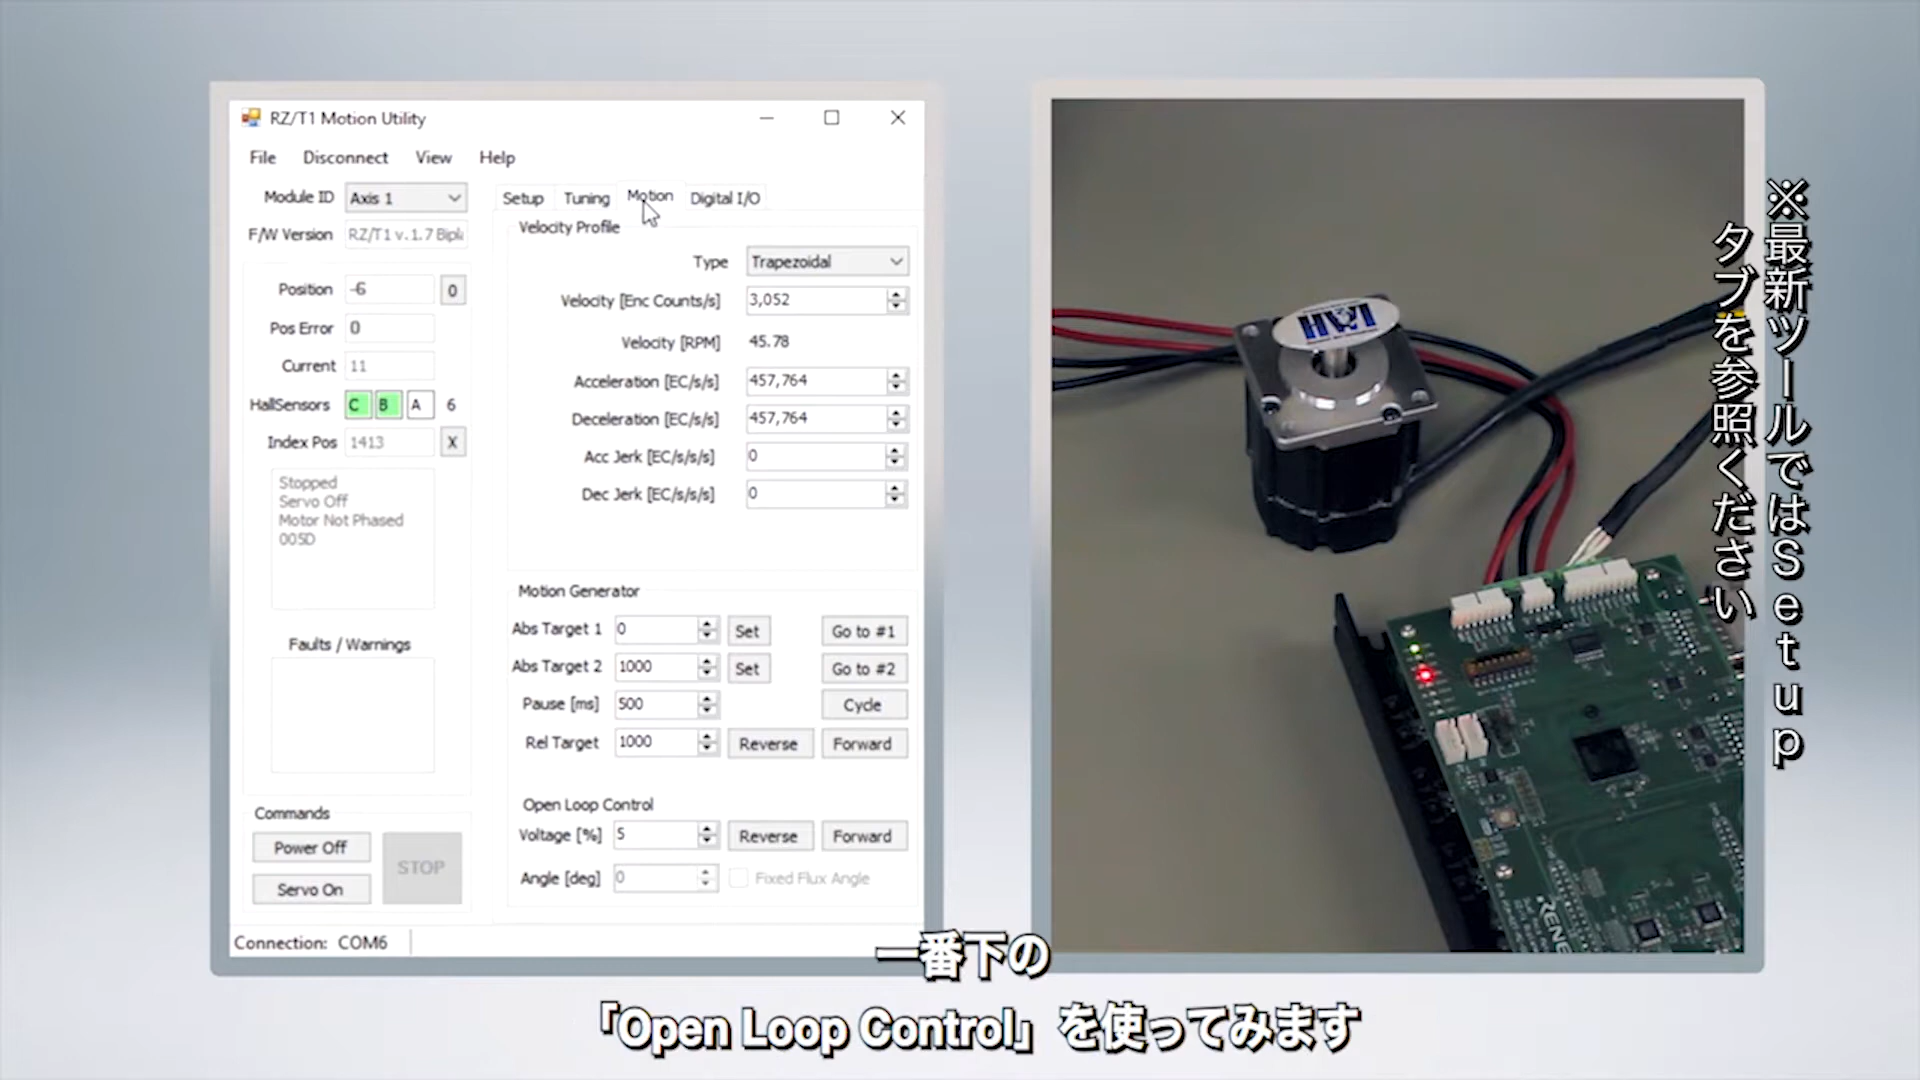 RZ/T1 Motion Utility
File Disconnect View Help
Module ID Axis 1
F/W Version RZ/T1 v.1.7 Bipla
Position -6 0
Pos Error 0
Current 11
HallSensors C B A 6
Index Pos 1413 X
Stopped
Servo Off
Motor Not Phased
005D
Faults / Warnings
Commands
Power Off
STOP
Servo On
Connection: COM6
Setup Tuning Motion Digital I/O
Velocity Profile
Type Trapezoidal
Velocity [Enc Counts/s] 3,052
Velocity [RPM] 45.78
Acceleration [EC/s/s] 457,764
Deceleration [EC/s/s] 457,764
Acc Jerk [EC/s/s/s] 0
Dec Jerk [EC/s/s/s] 0
Motion Generator
Abs Target 1 0 Set Go to #1
Abs Target 2 1000 Set Go to #2
Pause [ms] 500 Cycle
Rel Target 1000 Reverse Forward
Open Loop Control
Voltage [%] 5 Reverse Forward
Angle [deg] 0 Fixed Flux Angle
HWI
RENE
※最新ツールではSetup
タブを参照ください
一番下の
「Open Loop Control」を使ってみます